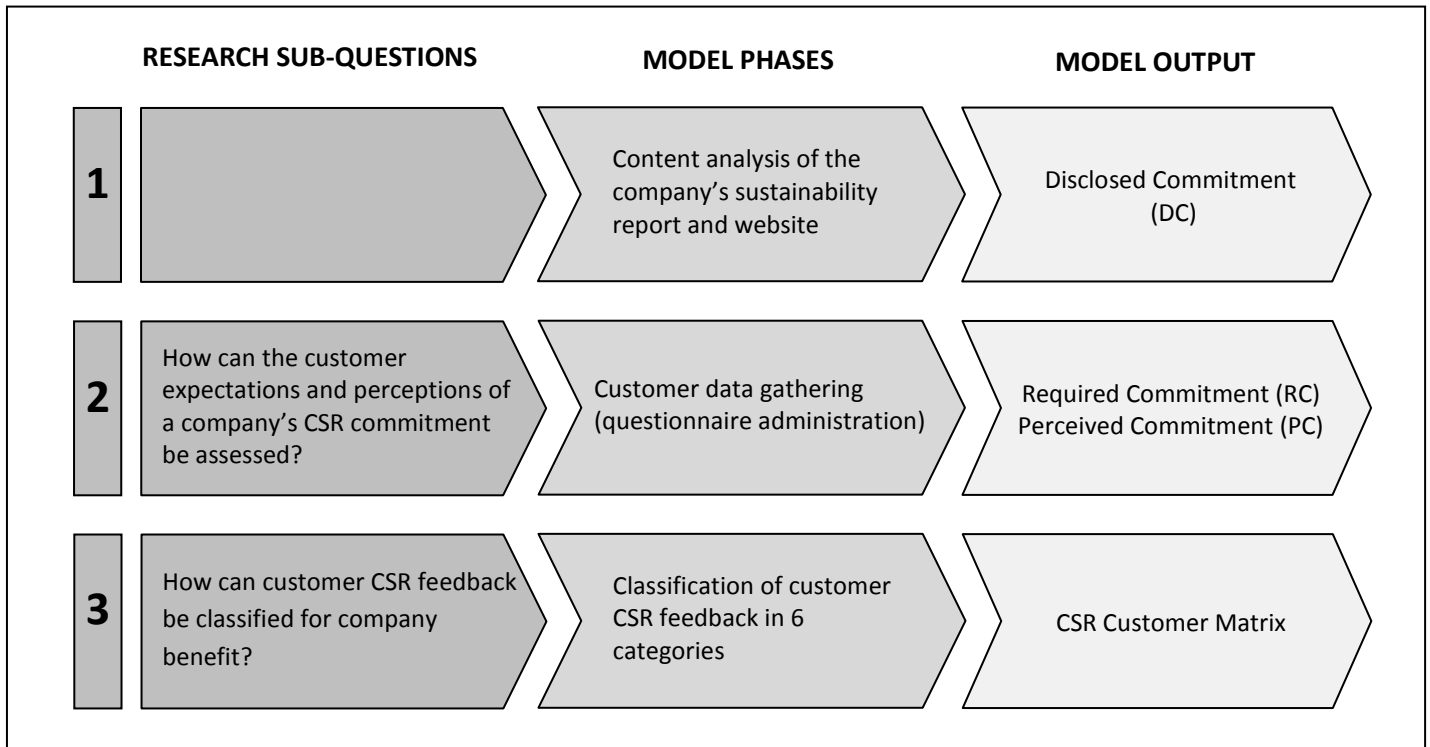 RESEARCH SUB-QUESTIONS
MODEL PHASES
MODEL OUTPUT
1
Content analysis of the
company’s sustainability
report and website
Disclosed Commitment
(DC)
2
How can the customer
expectations and perceptions of
a company’s CSR commitment
be assessed?
Customer data gathering
(questionnaire administration)
Required Commitment (RC)
Perceived Commitment (PC)
3
How can customer CSR feedback
be classified for company
benefit?
Classification of customer
CSR feedback in 6
categories
CSR Customer Matrix